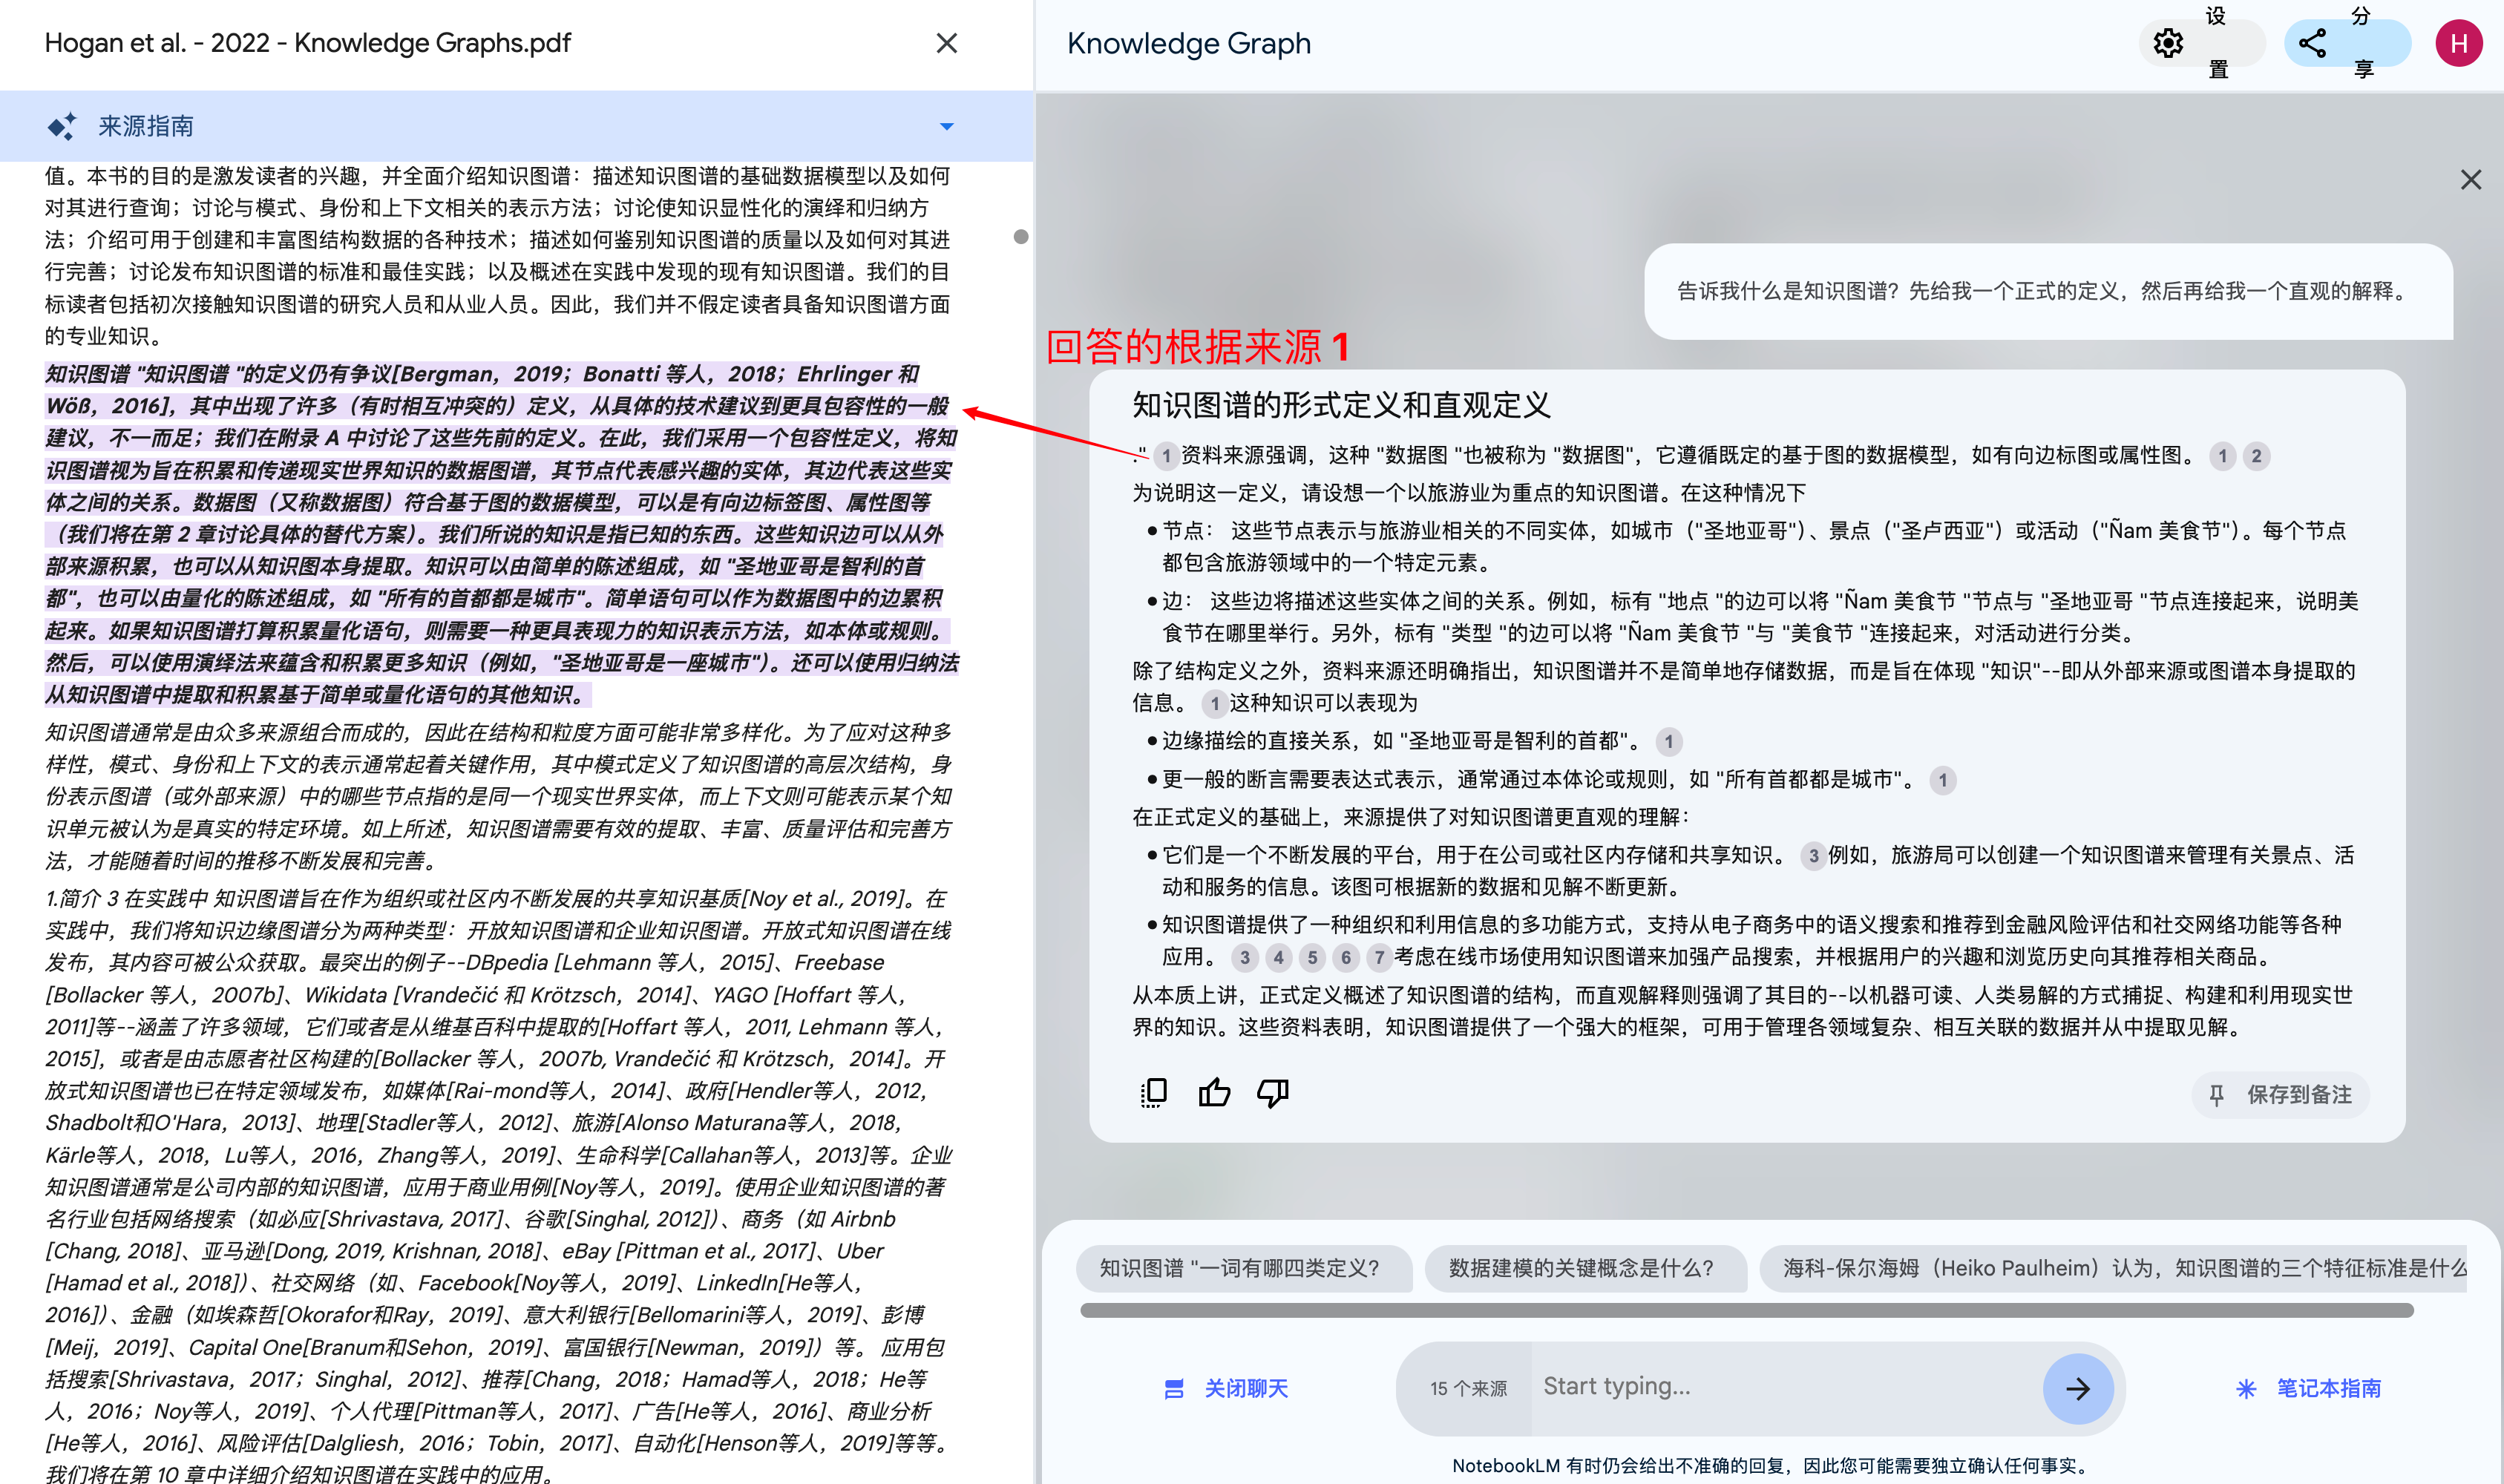 Hogan et al. - 2022 - Knowledge Graphs.pdf
来源指南
值。本书的目的是激发读者的兴趣，并全面介绍知识图谱：描述知识图谱的基础数据模型以及如何
对其进行查询；讨论与模式、身份和上下文相关的表示方法；讨论使知识显性化的演绎和归纳方
法；介绍可用于创建和丰富图结构数据的各种技术；描述如何鉴别知识图谱的质量以及如何对其进
行完善；讨论发布知识图谱的标准和最佳实践；以及概述在实践中发现的现有知识图谱。我们的目
标读者包括初次接触知识图谱的研究人员和从业人员。因此，我们并不假定读者具备知识图谱方面
的专业知识。
知识图谱 "知识图谱 "的定义仍有争议[Bergman，2019；Bonatti 等人，2018；Ehrlinger 和
Wöß，2016]，其中出现了许多（有时相互冲突的）定义，从具体的技术建议到更具包容性的一般
建议，不一而足；我们在附录 A 中讨论了这些先前的定义。在此，我们采用一个包容性定义，将知
识图谱视为旨在积累和传递现实世界知识的数据图谱，其节点代表感兴趣的实体，其边代表这些实
体之间的关系。数据图（又称数据图）符合基于图的数据模型，可以是有向边标签图、属性图等
（我们将在第 2 章讨论具体的替代方案）。我们所说的知识是指已知的东西。这些知识边可以从外
部来源积累，也可以从知识图本身提取。知识可以由简单的陈述组成，如 "圣地亚哥是智利的首
都"，也可以由量化的陈述组成，如 "所有的首都都是城市"。简单语句可以作为数据图中的边累积
起来。如果知识图谱打算积累量化语句，则需要一种更具表现力的知识表示方法，如本体或规则。
然后，可以使用演绎法来蕴含和积累更多知识（例如，"圣地亚哥是一座城市"）。还可以使用归纳法
从知识图谱中提取和积累基于简单或量化语句的其他知识。
知识图谱通常是由众多来源组合而成的，因此在结构和粒度方面可能非常多样化。为了应对这种多
样性，模式、身份和上下文的表示通常起着关键作用，其中模式定义了知识图谱的高层次结构，身
份表示图谱（或外部来源）中的哪些节点指的是同一个现实世界实体，而上下文则可能表示某个知
识单元被认为是真实的特定环境。如上所述，知识图谱需要有效的提取、丰富、质量评估和完善方
法，才能随着时间的推移不断发展和完善。
1.简介 3 在实践中 知识图谱旨在作为组织或社区内不断发展的共享知识基质[Noy et al., 2019]。在
实践中，我们将知识边缘图谱分为两种类型：开放知识图谱和企业知识图谱。开放式知识图谱在线
发布，其内容可被公众获取。最突出的例子--DBpedia [Lehmann 等人，2015]、Freebase
[Bollacker 等人，2007b]、Wikidata [Vrandečić 和 Krötzsch，2014]、YAGO [Hoffart 等人，
2011]等--涵盖了许多领域，它们或者是从维基百科中提取的[Hoffart 等人，2011, Lehmann 等人，
2015]，或者是由志愿者社区构建的[Bollacker 等人，2007b, Vrandečić 和 Krötzsch，2014]。开
放式知识图谱也已在特定领域发布，如媒体[Rai-mond等人，2014]、政府[Hendler等人，2012，
Shadbolt和O'Hara，2013]、地理[Stadler等人，2012]、旅游[Alonso Maturana等人，2018，
Kärle等人，2018，Lu等人，2016，Zhang等人，2019]、生命科学[Callahan等人，2013]等。企业
知识图谱通常是公司内部的知识图谱，应用于商业用例[Noy等人，2019]。使用企业知识图谱的著
名行业包括网络搜索（如必应[Shrivastava, 2017]、谷歌[Singhal, 2012]）、商务（如 Airbnb
[Chang, 2018]、亚马逊[Dong, 2019, Krishnan, 2018]、eBay [Pittman et al., 2017]、Uber
[Hamad et al., 2018]）、社交网络（如、Facebook[Noy等人，2019]、LinkedIn[He等人，
2016]）、金融（如埃森哲[Okorafor和Ray，2019]、意大利银行[Bellomarini等人，2019]、彭博
[Meij，2019]、Capital One[Branum和Sehon，2019]、富国银行[Newman，2019]）等。 应用包
括搜索[Shrivastava，2017；Singhal，2012]、推荐[Chang，2018；Hamad等人，2018；He等
人，2016；Noy等人，2019]、个人代理[Pittman等人，2017]、广告[He等人，2016]、商业分析
[He等人，2016]、风险评估[Dalgliesh，2016；Tobin，2017]、自动化[Henson等人，2019]等等。
我们将在第 10 章中详细介绍知识图谱在实践中的应用。
Knowledge Graph
设置
分享
H
告诉我什么是知识图谱？先给我一个正式的定义，然后再给我一个直观的解释。
回答的根据来源 1
知识图谱的形式定义和直观定义
." 1 资料来源强调，这种 "数据图 "也被称为 "数据图"，它遵循既定的基于图的数据模型，如有向边标图或属性图。 1 2
为说明这一定义，请设想一个以旅游业为重点的知识图谱。在这种情况下
● 节点： 这些节点表示与旅游业相关的不同实体，如城市（"圣地亚哥"）、景点（"圣卢西亚"）或活动（"Ñam 美食节"）。每个节点
都包含旅游领域中的一个特定元素。
● 边： 这些边将描述这些实体之间的关系。例如，标有 "地点 "的边可以将 "Ñam 美食节 "节点与 "圣地亚哥 "节点连接起来，说明美
食节在哪里举行。另外，标有 "类型 "的边可以将 "Ñam 美食节 "与 "美食节 "连接起来，对活动进行分类。
除了结构定义之外，资料来源还明确指出，知识图谱并不是简单地存储数据，而是旨在体现 "知识"--即从外部来源或图谱本身提取的
信息。 1 这种知识可以表现为
● 边缘描绘的直接关系，如 "圣地亚哥是智利的首都"。 1
● 更一般的断言需要表达式表示，通常通过本体论或规则，如 "所有首都都是城市"。 1
在正式定义的基础上，来源提供了对知识图谱更直观的理解：
● 它们是一个不断发展的平台，用于在公司或社区内存储和共享知识。 3 例如，旅游局可以创建一个知识图谱来管理有关景点、活
动和服务的信息。该图可根据新的数据和见解不断更新。
● 知识图谱提供了一种组织和利用信息的多功能方式，支持从电子商务中的语义搜索和推荐到金融风险评估和社交网络功能等各种
应用。 3 4 5 6 7 考虑在线市场使用知识图谱来加强产品搜索，并根据用户的兴趣和浏览历史向其推荐相关商品。
从本质上讲，正式定义概述了知识图谱的结构，而直观解释则强调了其目的--以机器可读、人类易解的方式捕捉、构建和利用现实世
界的知识。这些资料表明，知识图谱提供了一个强大的框架，可用于管理各领域复杂、相互关联的数据并从中提取见解。
保存到备注
知识图谱 "一词有哪四类定义？
数据建模的关键概念是什么？
海科-保尔海姆（Heiko Paulheim）认为，知识图谱的三个特征标准是什么
关闭聊天
15 个来源
Start typing...
笔记本指南
NotebookLM 有时仍会给出不准确的回复，因此您可能需要独立确认任何事实。